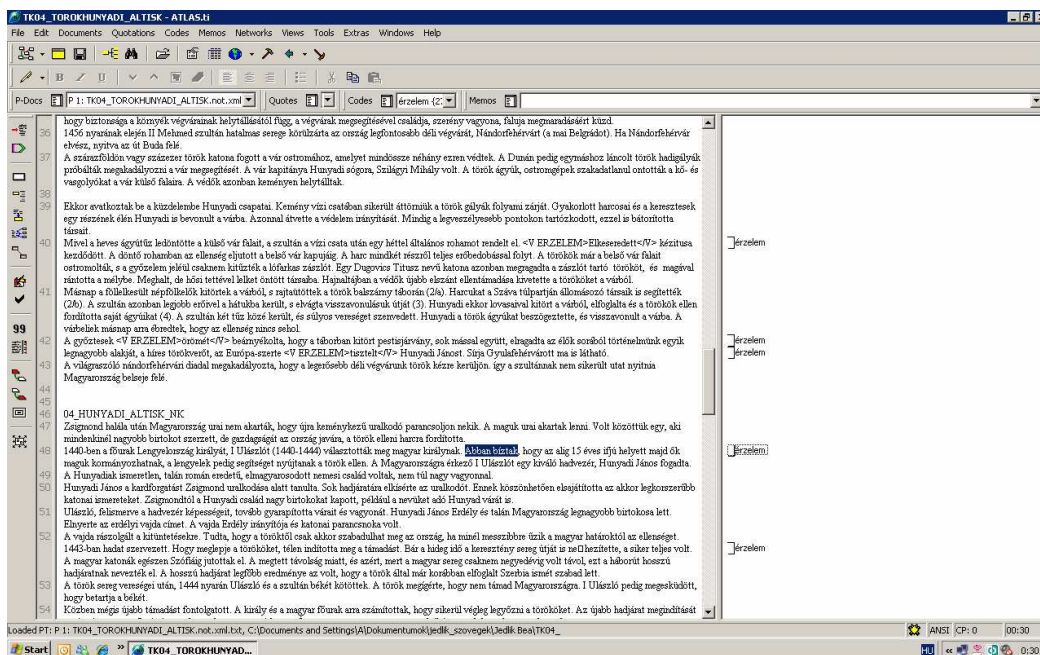 TK04_TOROKHUNYADI_ALTISK - ATLAS.ti
File Edit Documents Quotations Codes Memos Networks Views Tools Extras Windows Help
B Z U
P-Docs P 1: TK04_TOROKHUNYADI_ALTISK.not.xml Quotes Codes érzelem {2 Memos
hogy biztonsága a környék végvárainak helytállásától függ, a végvárak megsegítésével családja, szerény vagyona, faluja megmaradásáért küzd.
36 1456 nyarának elején II Mehmed szultán hatalmas serege körülzárta az ország legfontosabb déli végvárát, Nándorfehérvárt (a mai Belgrádot). Ha Nándorfehérvár
elvész, nyitva az út Buda felé.
37 A szárazföldön vagy százezer török katona fogott a vár ostromához, amelyet mindössze néhány ezren védtek. A Dunán pedig egymáshoz láncolt török hadigályák
próbálták megakadályozni a vár megsegítését. A vár kapitánya Hunyadi sógora, Szilágyi Mihály volt. A török ágyúk, ostromgépek szakadatlanul ontották a kő- és
vasgolyókat a vár külső falaira. A védők azonban keményen helytálltak.
38
39 Ekkor avatkoztak be a küzdelembe Hunyadi csapatai. Kemény vízi csatában sikerült áttörniük a török gályák folyami zárját. Gyakorlott harcosai és a keresztesek
egy részének élén Hunyadi is bevonult a várba. Azonnal átvette a védelem irányítását. Mindig a legveszélyesebb pontokon tartózkodott, ezzel is bátorította
társait.
40 Mivel a heves ágyútűz ledöntötte a külső vár falait, a szultán a vízi csata után egy héttel általános rohamot rendelt el. <V ERZELEM>Elkeseredett</V> kézitusa
kezdődött. A döntő rohamban az ellenség eljutott a belső vár kapujáig. A harc mindkét részről teljes erőbedobással folyt. A törökök már a belső vár falait
ostromolták, s a győzelem jeléül csaknem kitűzték a lófarkas zászlót. Egy Dugovics Titusz nevű katona azonban megragadta a zászlót tartó törököt, és magával
rántotta a mélybe. Meghalt, de hősi tettével lelket öntött társaiba. Hajnaltájban a védők újabb elszánt ellentámadása kivetette a törököket a várból.
41 Másnap a föllelkesült népfölkelők kitörtek a várból, s rajtaütöttek a török balszárny táborán (2/a). Harcukat a Száva túlpartján állomásozó társaik is segítették
(2/b). A szultán azonban legjobb erőivel a hátukba került, s elvágta visszavonulásuk útját (3). Hunyadi ekkor lovasaival kitört a várból, elfoglalta és a törökök ellen
fordította saját ágyúikat (4). A szultán két tűz közé került, és súlyos vereséget szenvedett. Hunyadi a török ágyúkat beszögeztette, és visszavonult a várba. A
várbeliek másnap arra ébredtek, hogy az ellenség nincs sehol.
42 A győztesek <V ERZELEM>örömét</V> beárnyékolta, hogy a táborban kitört pestisjárvány, sok mással együtt, elragadta az élők sorából történelmünk egyik
legnagyobb alakját, a híres törökverőt, az Európa-szerte <V ERZELEM>tisztelt</V> Hunyadi Jánost. Sírja Gyulafehérvárott ma is látható.
43 A világraszóló nándorfehérvári diadal megakadályozta, hogy a legerősebb déli végvárunk török kézre kerüljön. így a szultánnak nem sikerült utat nyitnia
Magyarország belseje felé.
44
45
46 04_HUNYADI_ALTISK_NK
47 Zsigmond halála után Magyarország urai nem akarták, hogy újra keménykezű uralkodó parancsoljon nekik. A maguk urai akartak lenni. Volt közöttük egy, aki
mindenkinél nagyobb birtokot szerzett, de gazdagságát az ország javára, a török elleni harcra fordította.
48 1440-ben a főurak Lengyelország királyát, I Ulászlót (1440-1444) választották meg magyar királynak. Abban bíztak, hogy az alig 15 éves ifjú helyett majd ők
maguk kormányozhatnak, a lengyelek pedig segítséget nyújtanak a török ellen. A Magyarországra érkező I Ulászlót egy kiváló hadvezér, Hunyadi János fogadta.
49 A Hunyadiak ismeretlen, talán román eredetű, elmagyarosodott nemesi család voltak, nem túl nagy vagyonnal.
50 Hunyadi János a kardforgatást Zsigmond uralkodása alatt tanulta. Sok hadjáratára elkísérte az uralkodót. Ennek köszönhetően elsajátította az akkor legkorszerűbb
katonai ismereteket. Zsigmondtól a Hunyadi család nagy birtokokat kapott, például a nevüket adó Hunyad várát is.
51 Ulászló, felismerve a hadvezér képességeit, tovább gyarapította várait és vagyonát. Hunyadi János Erdély és talán Magyarország legnagyobb birtokosa lett.
Elnyerte az erdélyi vajda címet. A vajda Erdély irányítója és katonai parancsnoka volt.
52 A vajda rászolgált a kitüntetésekre. Tudta, hogy a töröktől csak akkor szabadulhat meg az ország, ha minél messzibbre űzik a magyar határoktól az ellenséget.
1443-ban hadat szervezett. Hogy meglepje a törököket, télen indította meg a támadást. Bár a hideg idő a keresztény sereg útját is nehezítette, a siker teljes volt.
A magyar katonák egészen Szófiáig jutottak el. A megtett távolság miatt, és azért, mert a magyar sereg csaknem negyedévig volt távol, ezt a háborút hosszú
hadjáratnak nevezték el. A hosszú hadjárat legfőbb eredménye az volt, hogy a török által már korábban elfoglalt Szerbia ismét szabad lett.
53 A török sereg vereségei után, 1444 nyarán Ulászló és a szultán békét kötöttek. A török megígérte, hogy nem támad Magyarországra. I Ulászló pedig megesküdött,
hogy betartja a békét.
54 Közben mégis újabb támadást fontolgatott. A király és a magyar főurak arra számítottak, hogy sikerül végleg legyőzni a törököket. Az újabb hadjárat megindítását
érzelem
érzelem
érzelem
érzelem
érzelem
Loaded PT: P 1: TK04_TOROKHUNYADI_ALTISK.not.xml.txt, C:\Documents and Settings\A\Dokumentumok\jedlik_szovegek\Jedlik Bea\TK04_ ANSI CP: 0 00:30
Start TK04_TOROKHUNYAD... HU 0:30